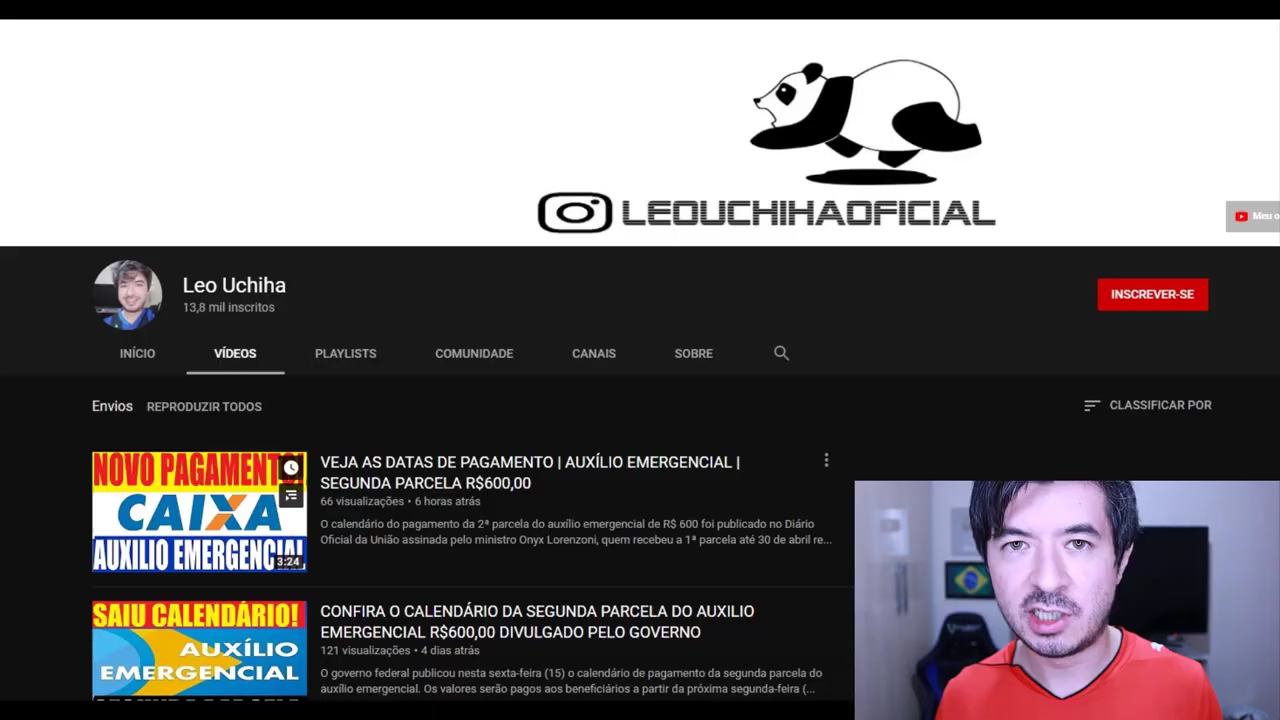 LEOUCHIHAOFICIAL
Meu o
Leo Uchiha
13,8 mil inscritos
INSCREVER-SE
INÍCIO
VÍDEOS
PLAYLISTS
COMUNIDADE
CANAIS
SOBRE
Envios
REPRODUZIR TODOS
CLASSIFICAR POR
NOVO PAGAMENTO
CAIXA
AUXILIO EMERGENCIAL
3:24
VEJA AS DATAS DE PAGAMENTO | AUXÍLIO EMERGENCIAL |
SEGUNDA PARCELA R$600,00
66 visualizações • 6 horas atrás
O calendário do pagamento da 2ª parcela do auxílio emergencial de R$ 600 foi publicado no Diário
Oficial da União assinada pelo ministro Onyx Lorenzoni, quem recebeu a 1ª parcela até 30 de abril re...
SAIU CALENDÁRIO!
AUXÍLIO
EMERGENCIAL
CONFIRA O CALENDÁRIO DA SEGUNDA PARCELA DO AUXILIO
EMERGENCIAL R$600,00 DIVULGADO PELO GOVERNO
121 visualizações • 4 dias atrás
O governo federal publicou nesta sexta-feira (15) o calendário de pagamento da segunda parcela do
auxílio emergencial. Os valores serão pagos aos beneficiários a partir da próxima segunda-feira (...